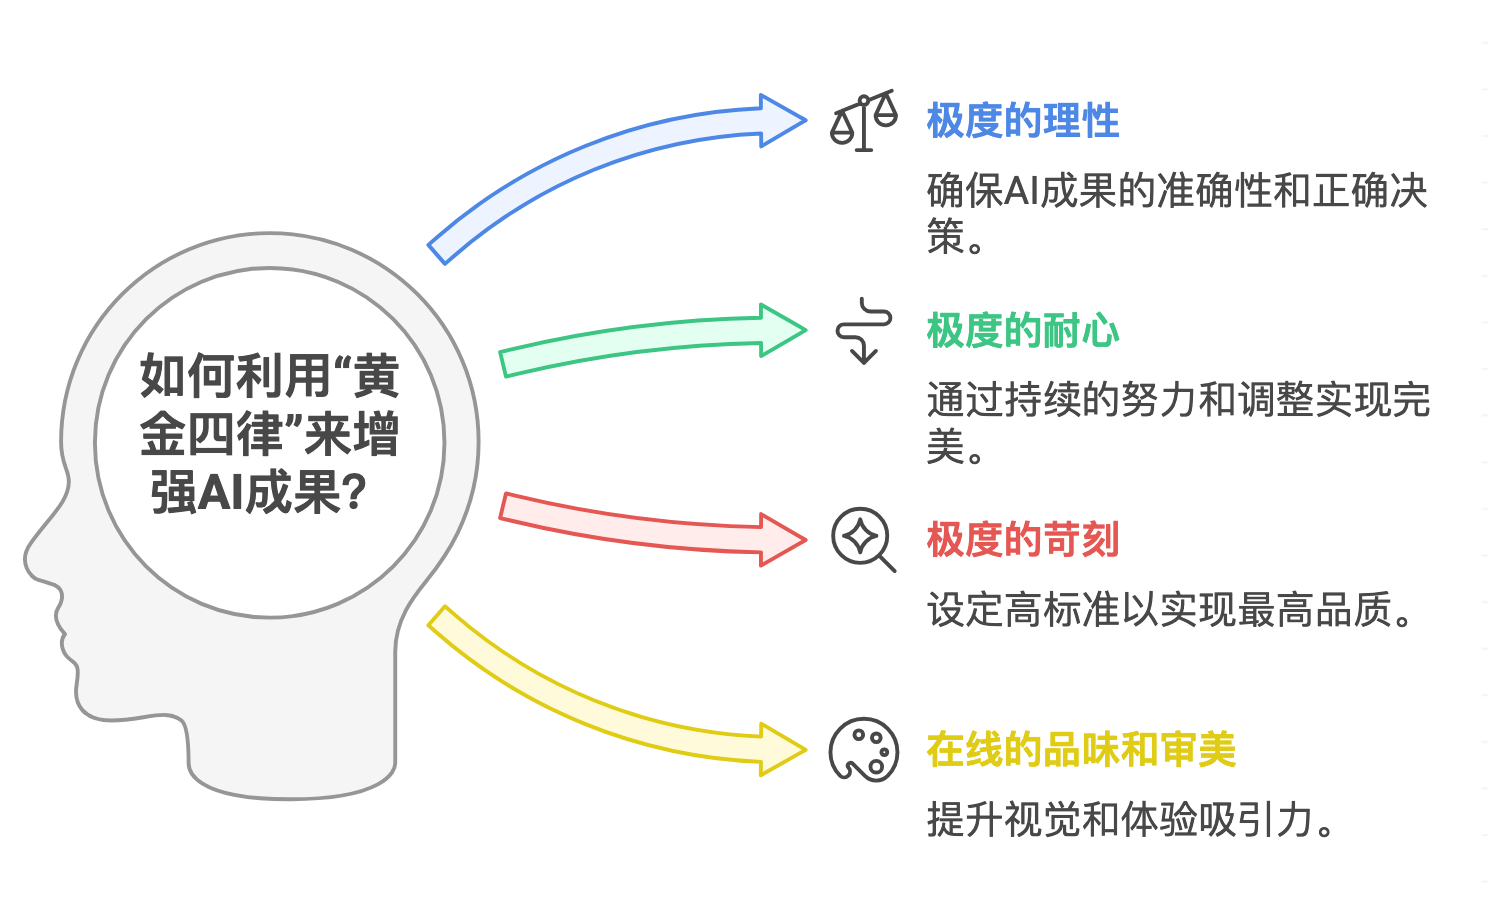 如何利用“黄
金四律”来增
强AI成果？
极度的理性
确保AI成果的准确性和正确决
策。
极度的耐心
通过持续的努力和调整实现完
美。
极度的苛刻
设定高标准以实现最高品质。
在线的品味和审美
提升视觉和体验吸引力。